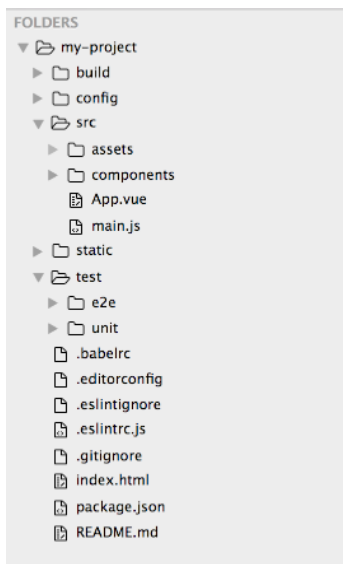 FOLDERS
my-project
build
config
src
assets
components
App.vue
main.js
static
test
e2e
unit
.babelrc
.editorconfig
.eslintignore
.eslintrc.js
.gitignore
index.html
package.json
README.md